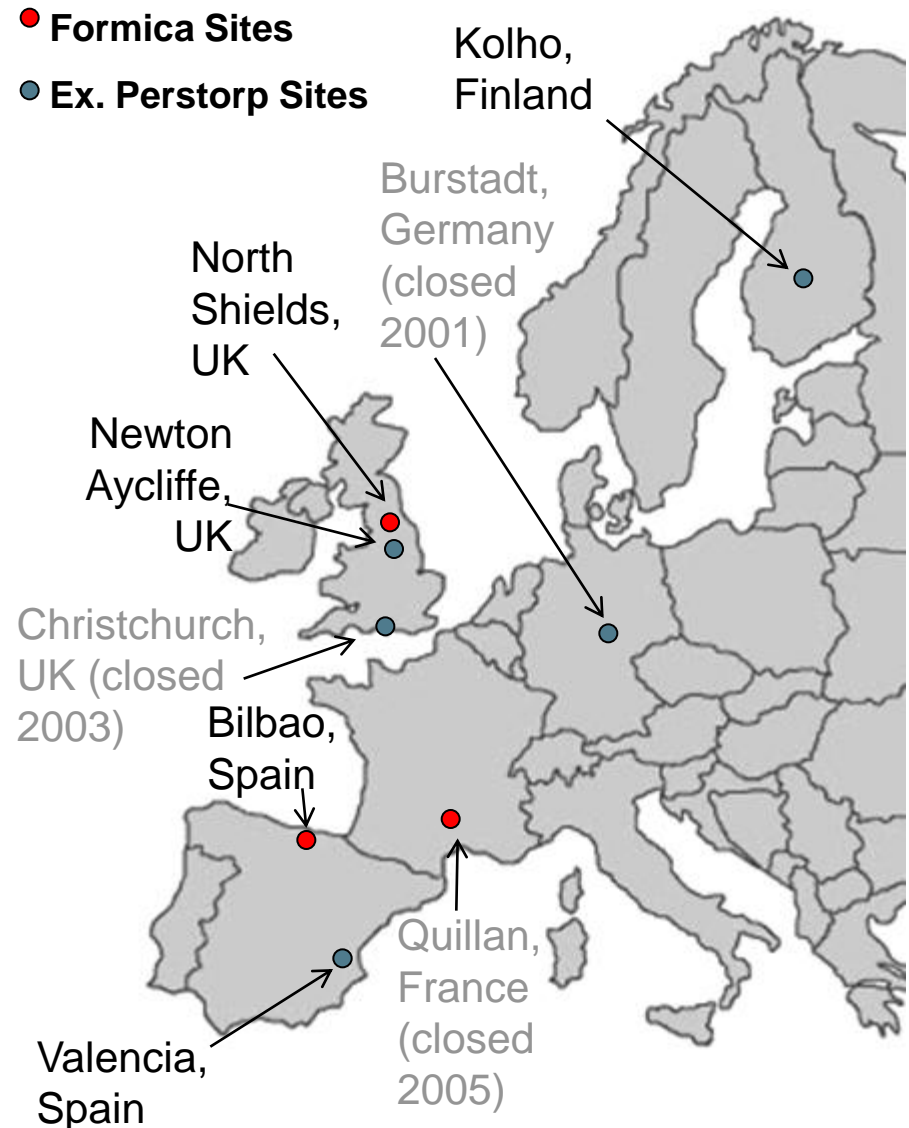 Formica Sites
Ex. Perstorp Sites
Kolho,
Finland
Burstadt,
Germany
(closed
2001)
North
Shields,
UK
Newton
Aycliffe,
UK
Christchurch,
UK (closed
2003)
Bilbao,
Spain
Quillan,
France
(closed
2005)
Valencia,
Spain